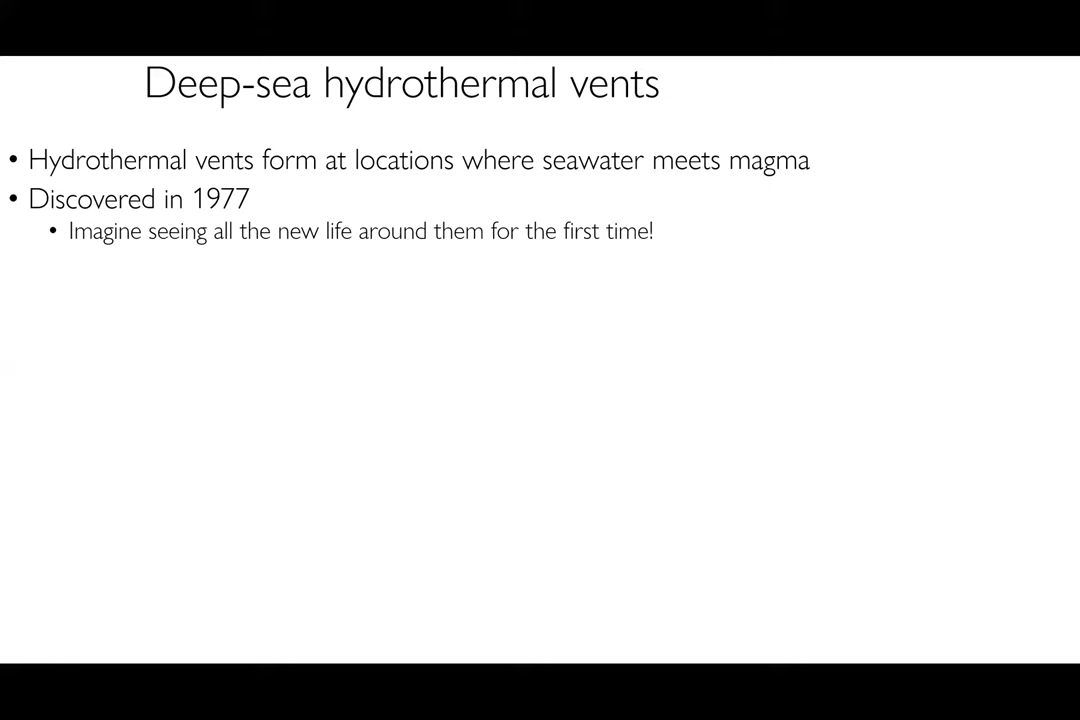 Deep-sea hydrothermal vents
• Hydrothermal vents form at locations where seawater meets magma
• Discovered in 1977
• Imagine seeing all the new life around them for the first time!